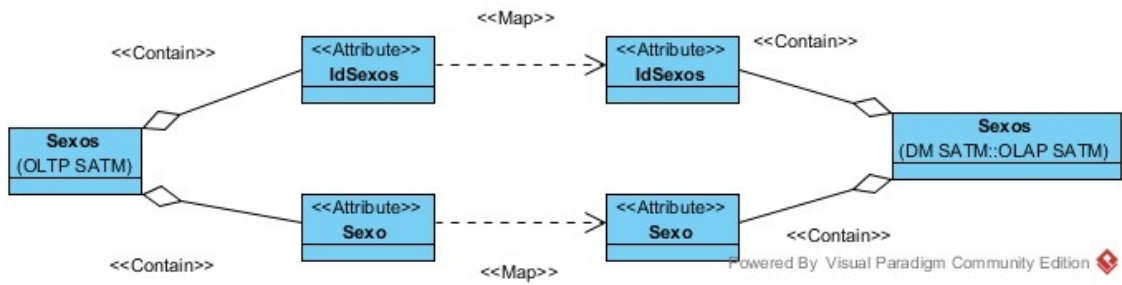 <<Map>>
<<Contain>>
<<Attribute>>
IdSexos
<<Attribute>>
IdSexos
<<Contain>>
Sexos
(OLTP SATM)
Sexos
(DM SATM::OLAP SATM)
<<Attribute>>
Sexo
<<Attribute>>
Sexo
<<Contain>>
<<Map>>
<<Contain>>
Powered By Visual Paradigm Community Edition